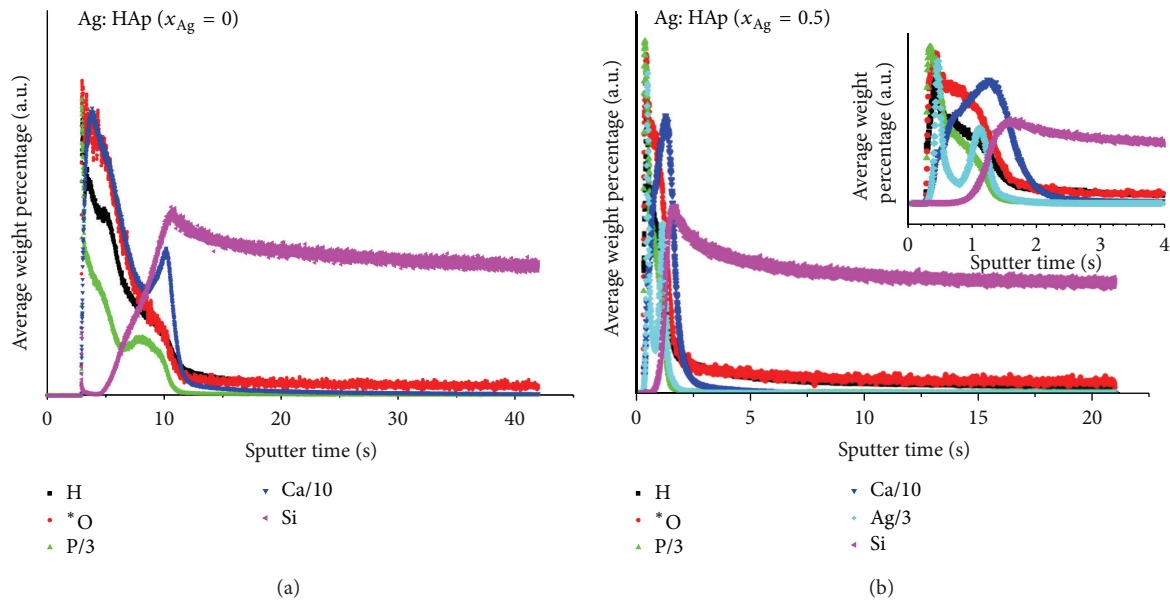 Ag: HAp (xAg = 0)
Average weight percentage (a.u.)
0 10 20 30 40
Sputter time (s)
H
*O
P/3
Ca/10
Si
(a)
Ag: HAp (xAg = 0.5)
Average weight percentage (a.u.)
0 5 10 15 20
Sputter time (s)
Average weight
percentage (a.u.)
0 1 2 3 4
Sputter time (s)
H
*O
P/3
Ca/10
Ag/3
Si
(b)